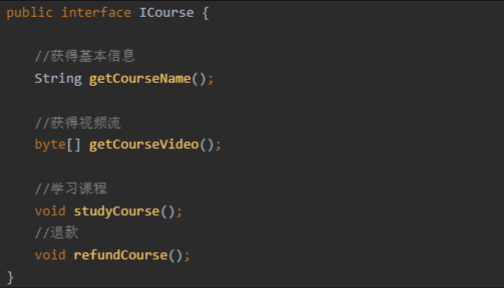 public interface ICourse {
//获得基本信息
String getCourseName();
//获得视频流
byte[] getCourseVideo();
//学习课程
void studyCourse();
//退款
void refundCourse();
}